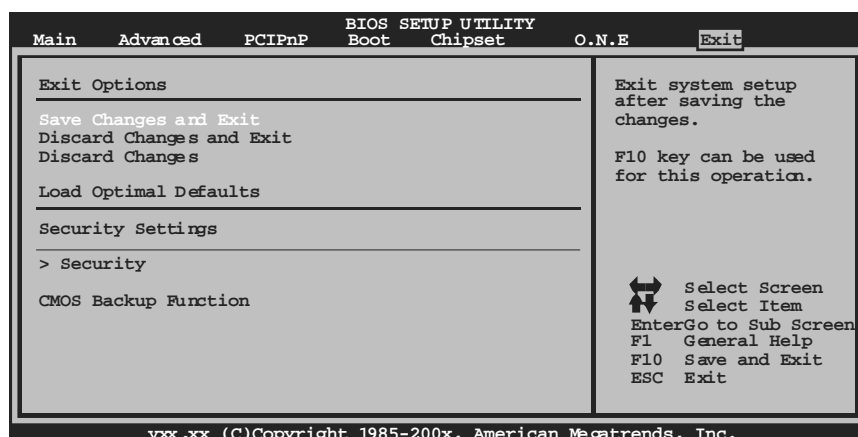 BIOS SETUP UTILITY
Main Advanced PCIPnP Boot Chipset O.N.E Exit
Exit Options
Save Changes and Exit
Discard Changes and Exit
Discard Changes
Load Optimal Defaults
Security Settings
> Security
CMOS Backup Function
Exit system setup
after saving the
changes.
F10 key can be used
for this operation.
Select Screen
Select Item
Enter Go to Sub Screen
F1 General Help
F10 Save and Exit
ESC Exit
vxx.xx (C)Copyright 1985-200x, American Megatrends, Inc.